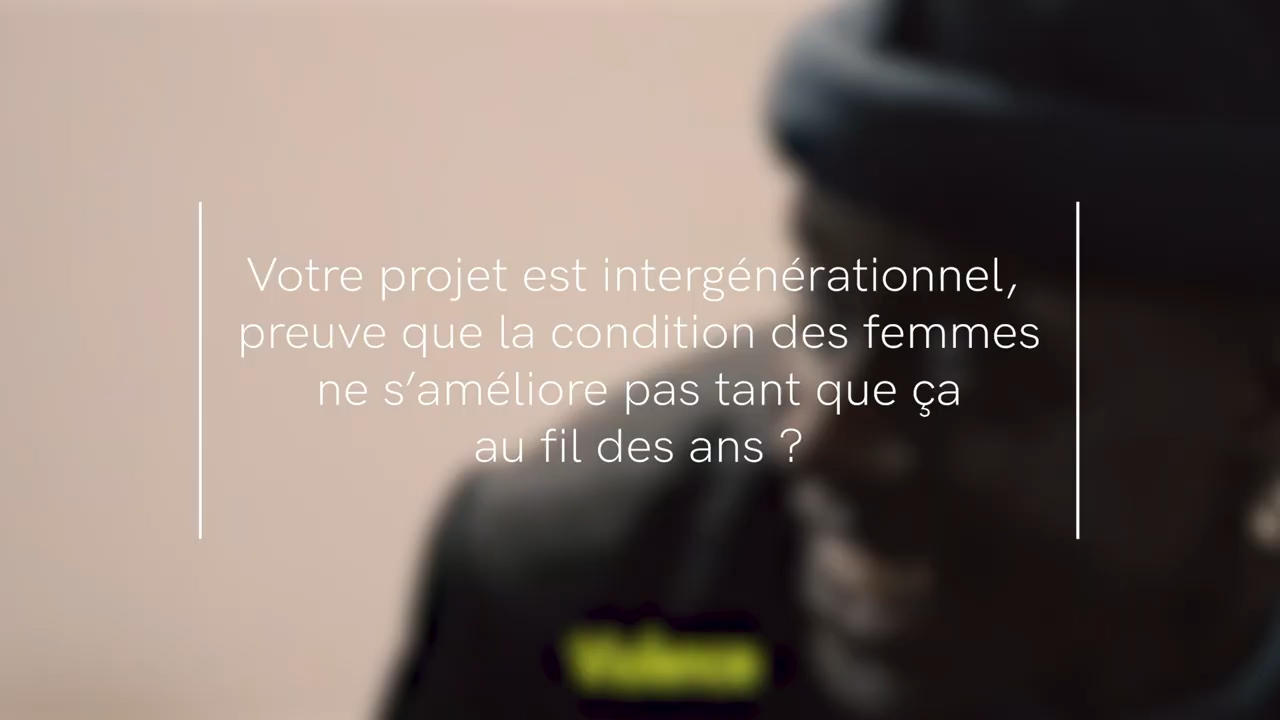 Votre projet est intergénérationnel,
preuve que la condition des femmes
ne s’améliore pas tant que ça
au fil des ans ?